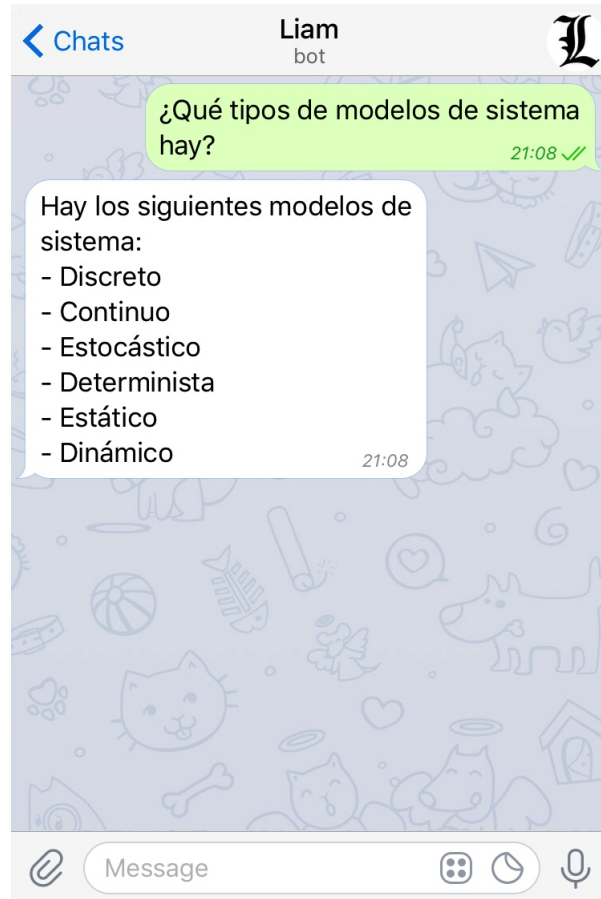 Chats
Liam
bot
L
¿Qué tipos de modelos de sistema
hay?
21:08
Hay los siguientes modelos de
sistema:
- Discreto
- Continuo
- Estocástico
- Determinista
- Estático
- Dinámico
21:08
Message